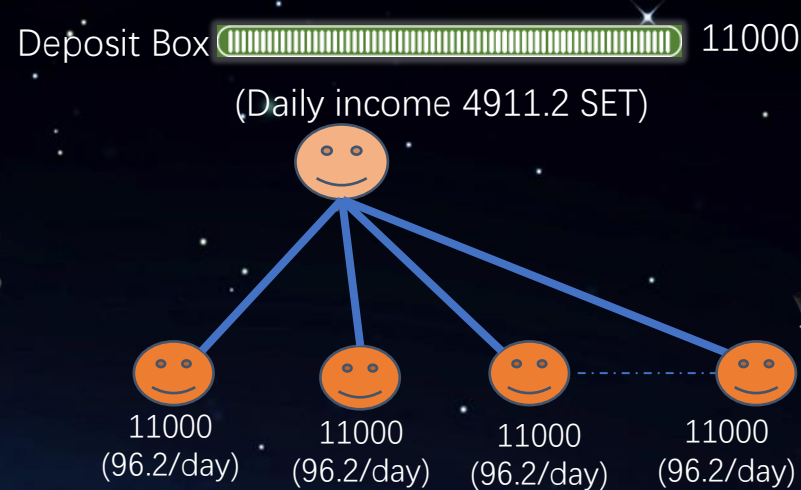 Deposit Box 11000
(Daily income 4911.2 SET)
11000 11000 11000 11000
(96.2/day) (96.2/day) (96.2/day) (96.2/day)